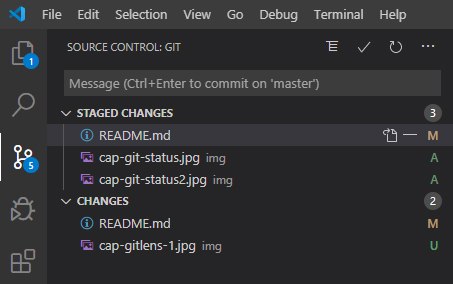 File Edit Selection View Go Debug Terminal Help
1
SOURCE CONTROL: GIT
Message (Ctrl+Enter to commit on 'master')
STAGED CHANGES 3
README.md M
cap-git-status.jpg img A
5
cap-git-status2.jpg img A
CHANGES 2
README.md M
cap-gitlens-1.jpg img U